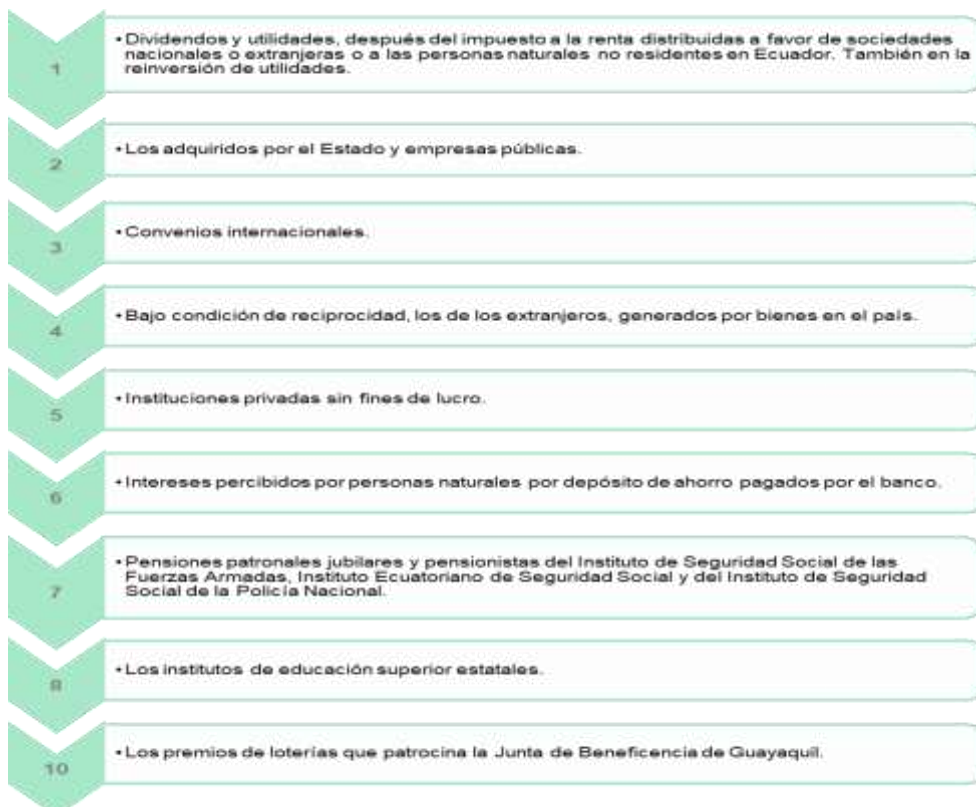 1
• Dividendos y utilidades, después del impuesto a la renta distribuidas a favor de sociedades
nacionales o extranjeras o a las personas naturales no residentes en Ecuador. También en la
reinversión de utilidades.
2
• Los adquiridos por el Estado y empresas públicas.
3
• Convenios internacionales.
4
• Bajo condición de reciprocidad, los de los extranjeros, generados por bienes en el país.
5
• Instituciones privadas sin fines de lucro.
6
• Intereses percibidos por personas naturales por depósito de ahorro pagados por el banco.
7
• Pensiones patronales jubilares y pensionistas del Instituto de Seguridad Social de las
Fuerzas Armadas, Instituto Ecuatoriano de Seguridad Social y del Instituto de Seguridad
Social de la Policía Nacional.
8
• Los institutos de educación superior estatales.
10
• Los premios de loterías que patrocina la Junta de Beneficencia de Guayaquil.